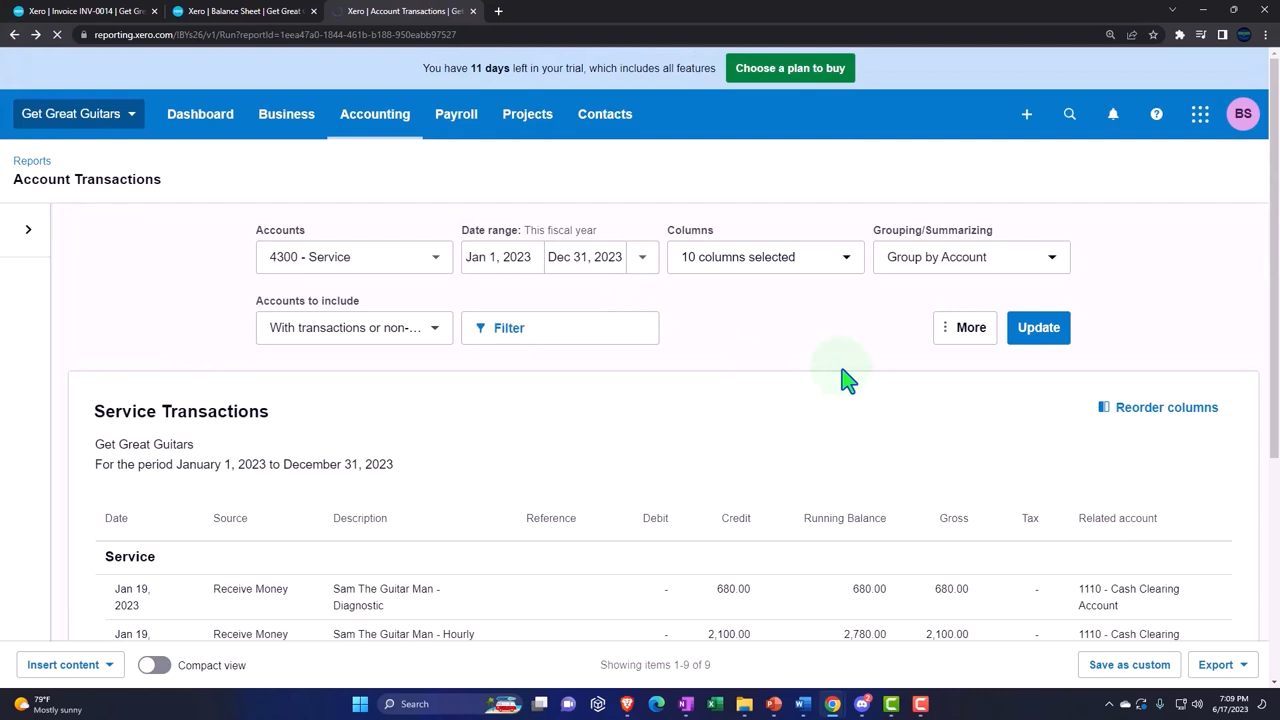 Xero | Invoice INV-0014 | Get Gre
Xero | Balance Sheet | Get Great
Xero | Account Transactions | Get
reporting.xero.com/!BYs26/v1/Run?reportId=1eea47a0-1844-461b-b188-950eabb97527
You have 11 days left in your trial, which includes all features
Choose a plan to buy
Get Great Guitars
Dashboard
Business
Accounting
Payroll
Projects
Contacts
BS
Reports
Account Transactions
Accounts
Date range: This fiscal year
Columns
Grouping/Summarizing
4300 - Service
Jan 1, 2023
Dec 31, 2023
10 columns selected
Group by Account
Accounts to include
With transactions or non-...
Filter
More
Update
Service Transactions
Reorder columns
Get Great Guitars
For the period January 1, 2023 to December 31, 2023
Date Source Description Reference Debit Credit Running Balance Gross Tax Related account
Service
Jan 19, Receive Money Sam The Guitar Man - - 680.00 680.00 680.00 - 1110 - Cash Clearing
2023 Diagnostic Account
Jan 19, Receive Money Sam The Guitar Man - Hourly - 2,100.00 2,780.00 2,100.00 - 1110 - Cash Clearing
Insert content
Compact view
Showing items 1-9 of 9
Save as custom
Export
79°F
Mostly sunny
Search
7:09 PM
6/17/2023